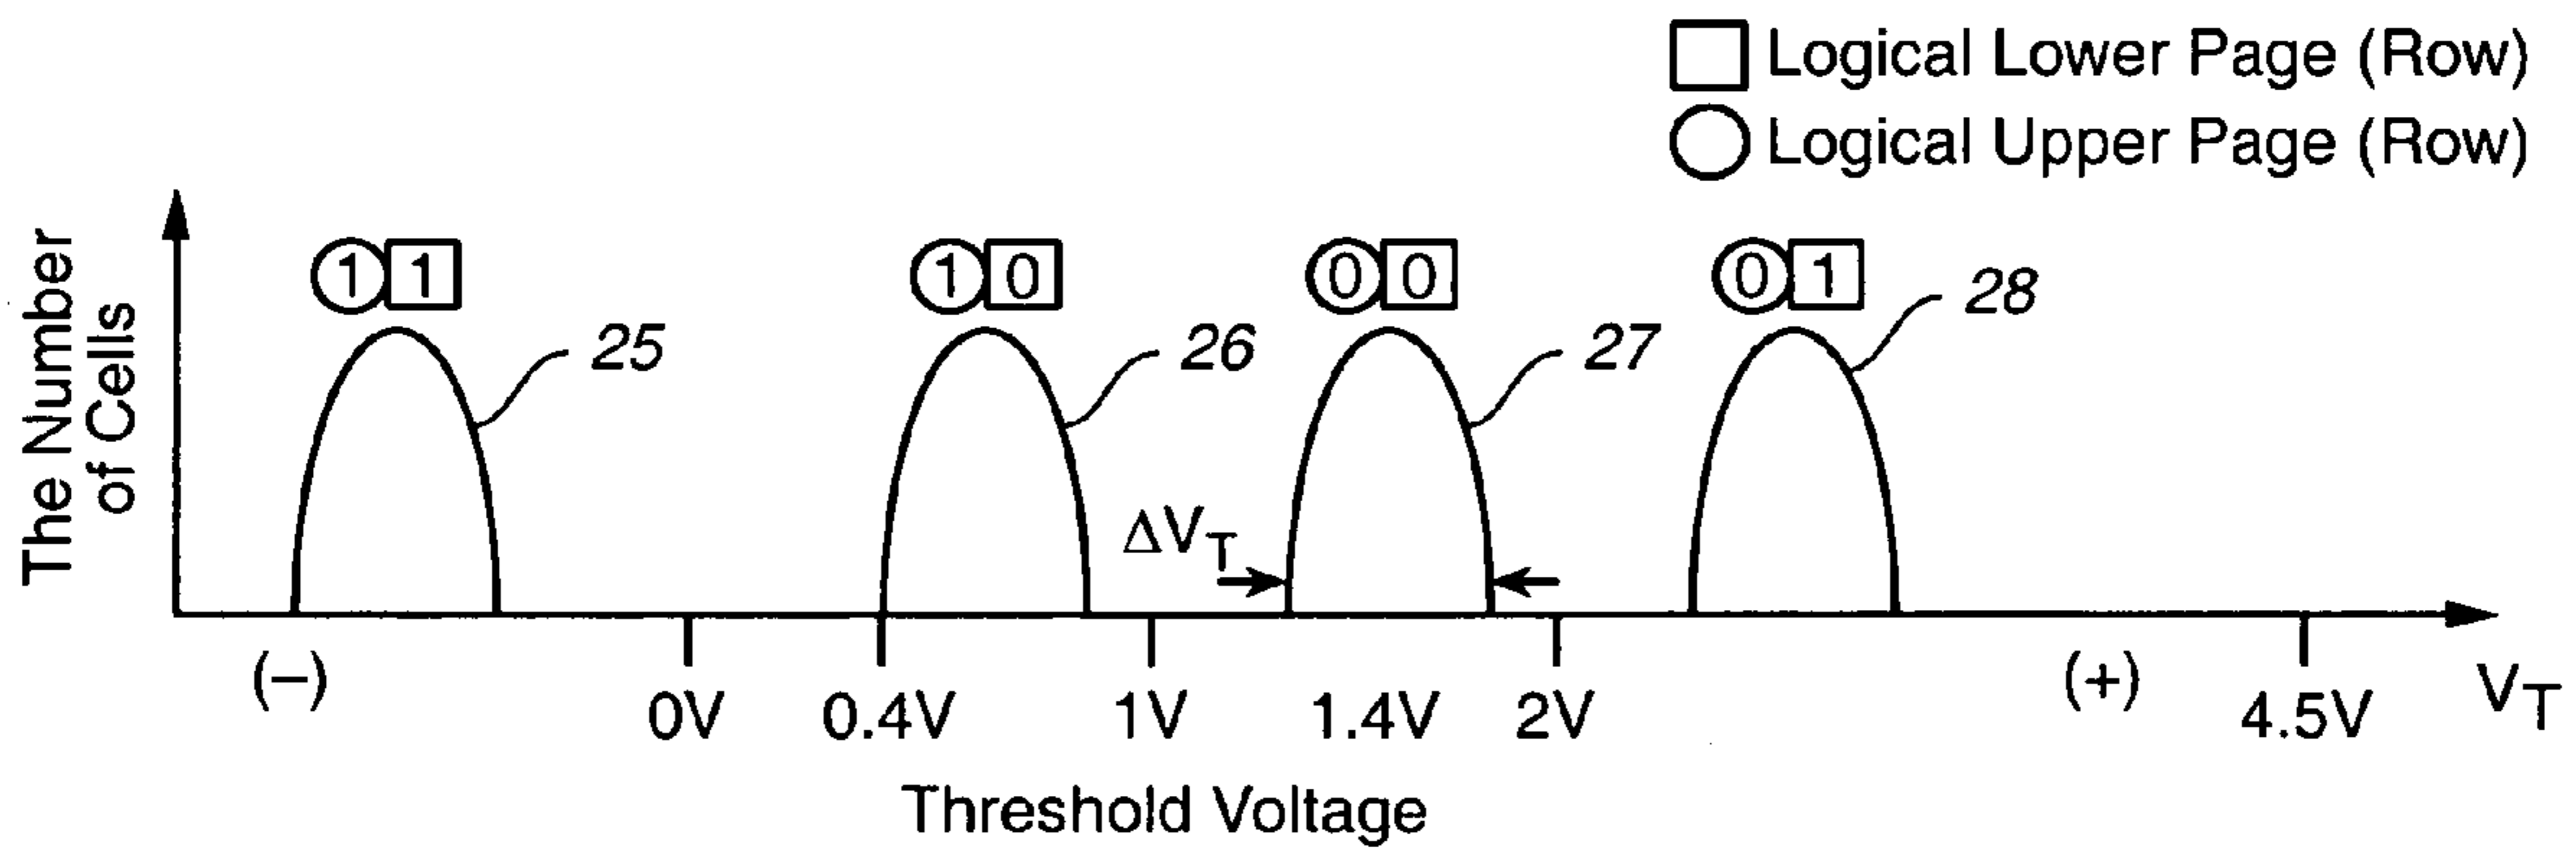 Logical Lower Page (Row)
Logical Upper Page (Row)
The Number
of Cells
1 1
1 0
0 0
0 1
25
26
27
28
ΔVT
(–)
(+)
0V
0.4V
1V
1.4V
2V
4.5V
VT
Threshold Voltage